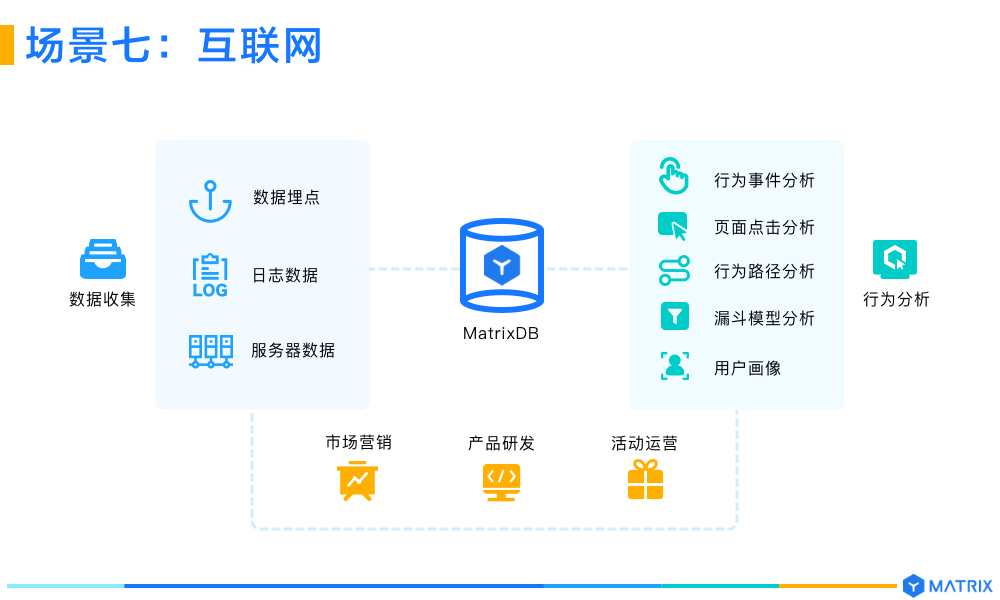 场景七：互联网
数据收集
数据埋点
LOG
日志数据
服务器数据
MatrixDB
行为事件分析
页面点击分析
行为路径分析
漏斗模型分析
用户画像
行为分析
市场营销
产品研发
活动运营
MATRIX